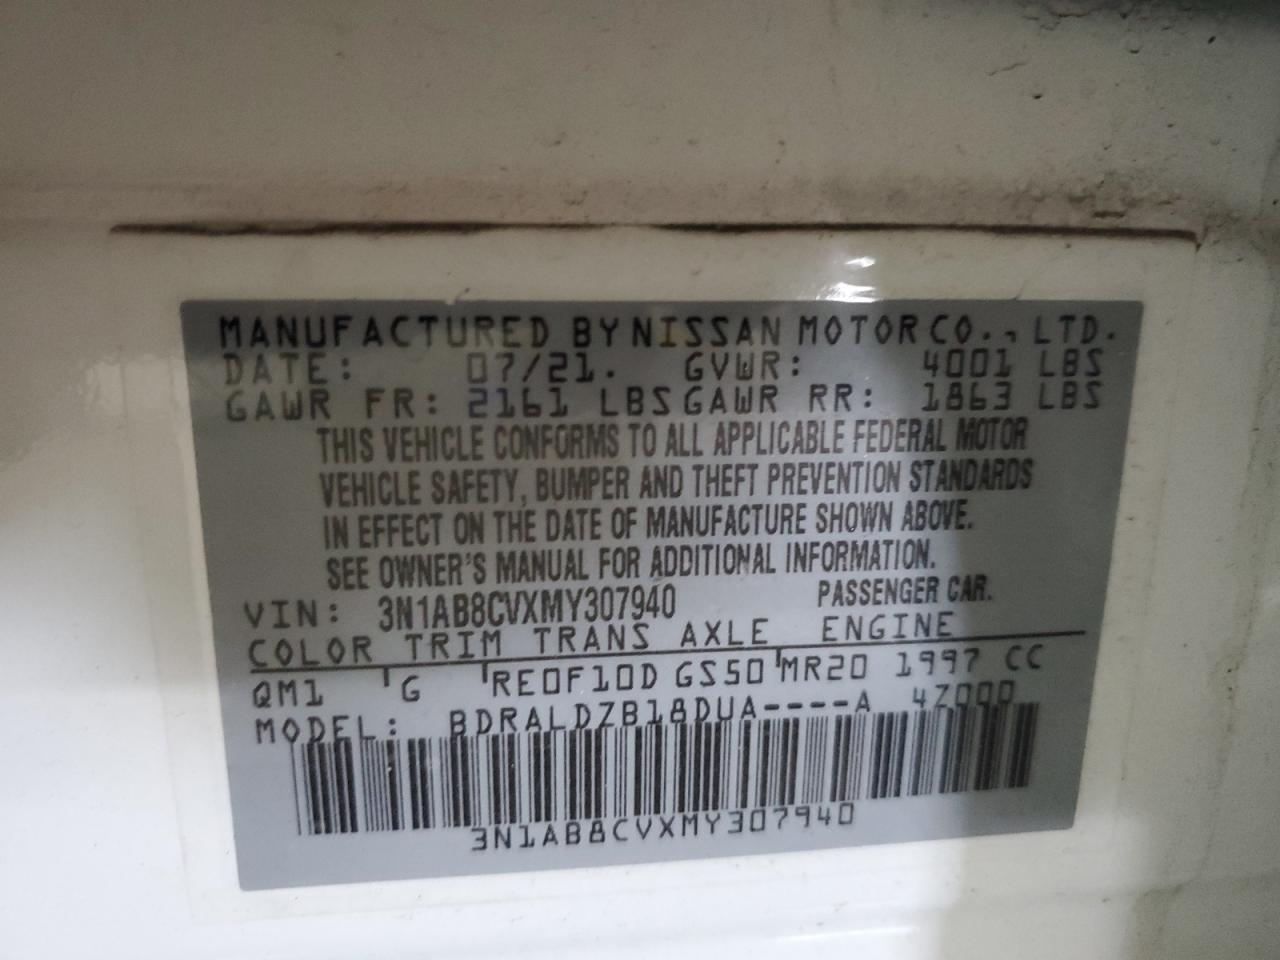 MANUFACTURED BY NISSAN MOTOR CO., LTD.
DATE: 07/21. GVWR: 4001 LBS
GAWR FR: 2161 LBS GAWR RR: 1863 LBS
THIS VEHICLE CONFORMS TO ALL APPLICABLE FEDERAL MOTOR
VEHICLE SAFETY, BUMPER AND THEFT PREVENTION STANDARDS
IN EFFECT ON THE DATE OF MANUFACTURE SHOWN ABOVE.
SEE OWNER'S MANUAL FOR ADDITIONAL INFORMATION.
VIN: 3N1AB8CVXMY307940 PASSENGER CAR.
COLOR TRIM TRANS AXLE ENGINE
QM1 G RE0F10D GS50 MR20 1997 CC
MODEL: BDRALDZB18DUA----A 4Z000
3N1AB8CVXMY307940